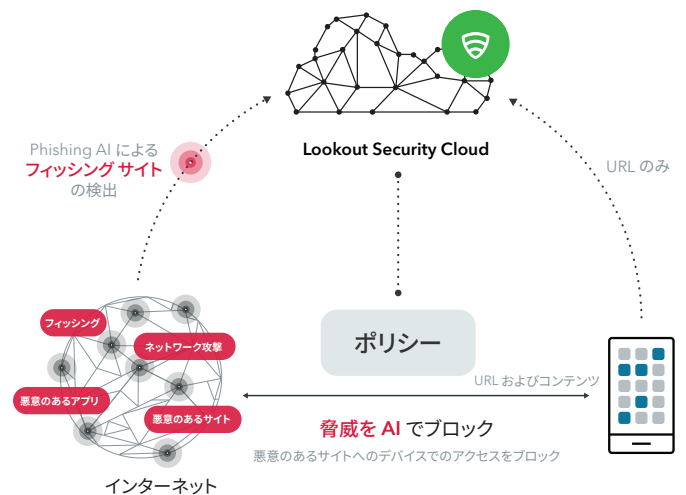 Lookout Security Cloud
Phishing AI による
フィッシング サイト
の検出
URL のみ
フィッシング
ネットワーク攻撃
悪意のあるアプリ
悪意のあるサイト
インターネット
ポリシー
URL およびコンテンツ
脅威を AI でブロック
悪意のあるサイトへのデバイスでのアクセスをブロック